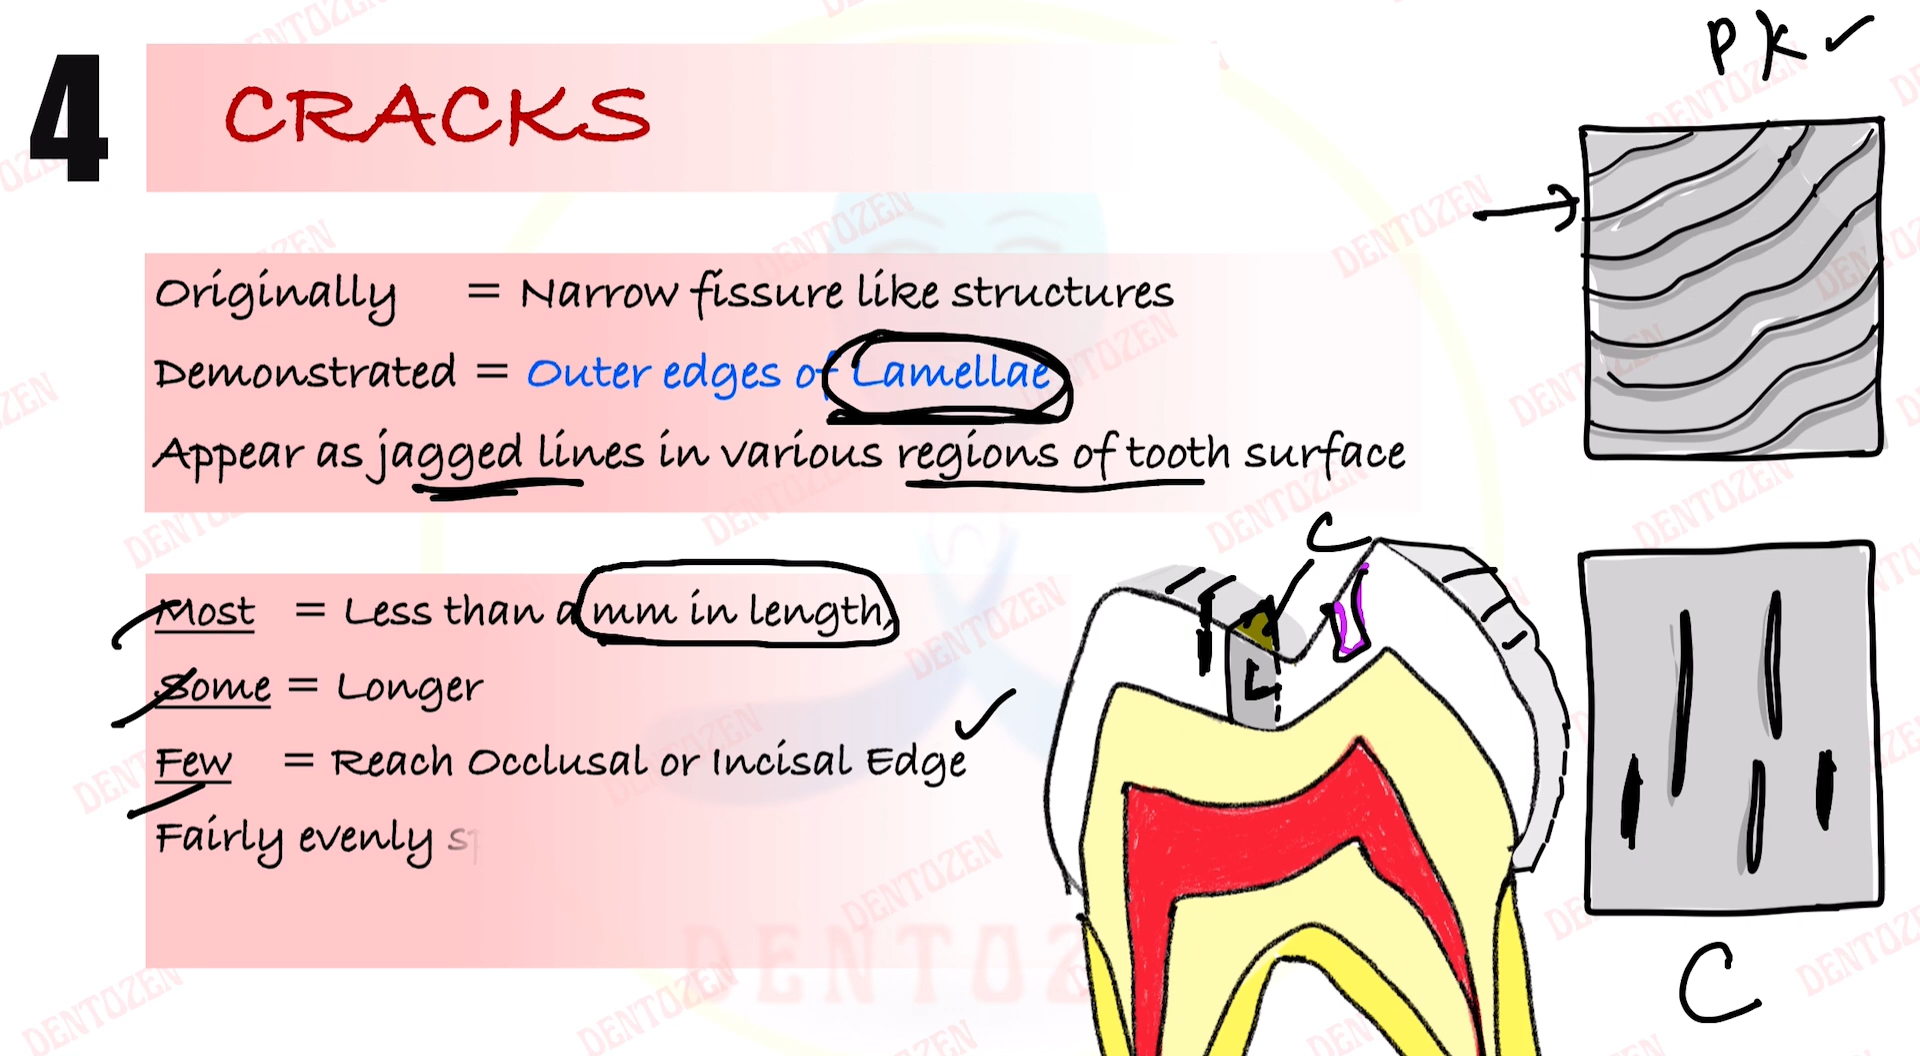 4
CRACKS
PK
Originally = Narrow fissure like structures
Demonstrated = Outer edges of Lamellae
Appear as jagged lines in various regions of tooth surface
C
Most = Less than a mm in length,
Some = Longer
Few = Reach Occlusal or Incisal Edge
Fairly evenly
L
C
DENTOZEN